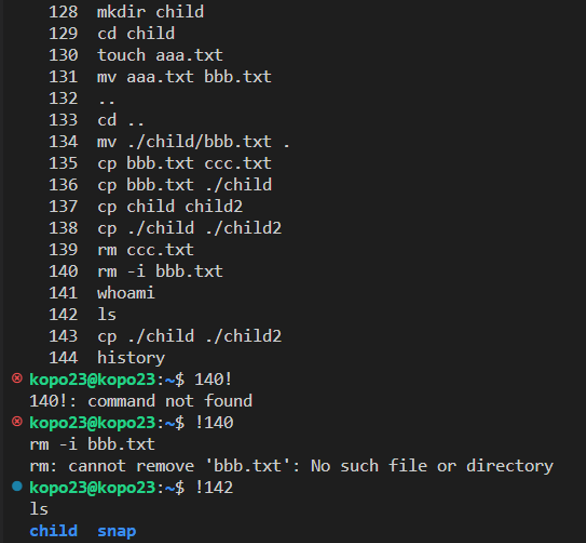 128 mkdir child
129 cd child
130 touch aaa.txt
131 mv aaa.txt bbb.txt
132 ..
133 cd ..
134 mv ./child/bbb.txt .
135 cp bbb.txt ccc.txt
136 cp bbb.txt ./child
137 cp child child2
138 cp ./child ./child2
139 rm ccc.txt
140 rm -i bbb.txt
141 whoami
142 ls
143 cp ./child ./child2
144 history
kopo23@kopo23:~$ 140!
140!: command not found
kopo23@kopo23:~$ !140
rm -i bbb.txt
rm: cannot remove 'bbb.txt': No such file or directory
kopo23@kopo23:~$ !142
ls
child snap